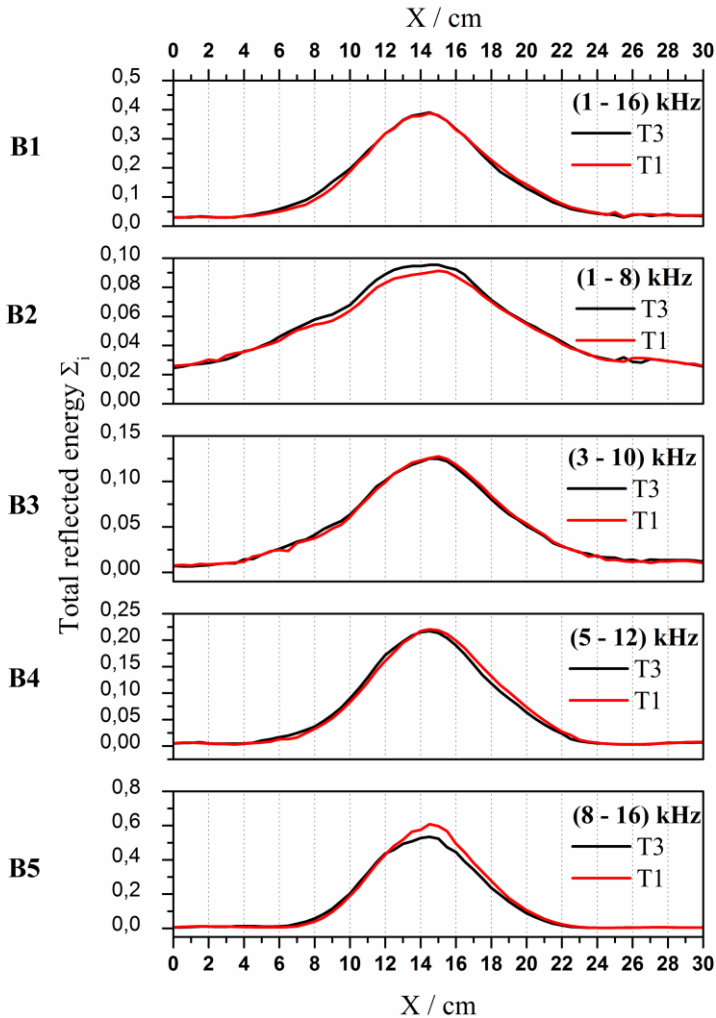 X / cm
0 2 4 6 8 10 12 14 16 18 20 22 24 26 28 30
Total reflected energy Σi
B1
0,5
0,4
0,3
0,2
0,1
0,0
(1 - 16) kHz
T3
T1
B2
0,10
0,08
0,06
0,04
0,02
0,00
(1 - 8) kHz
T3
T1
B3
0,15
0,10
0,05
0,00
(3 - 10) kHz
T3
T1
B4
0,25
0,20
0,15
0,10
0,05
0,00
(5 - 12) kHz
T3
T1
B5
0,8
0,6
0,4
0,2
0,0
(8 - 16) kHz
T3
T1
0 2 4 6 8 10 12 14 16 18 20 22 24 26 28 30
X / cm